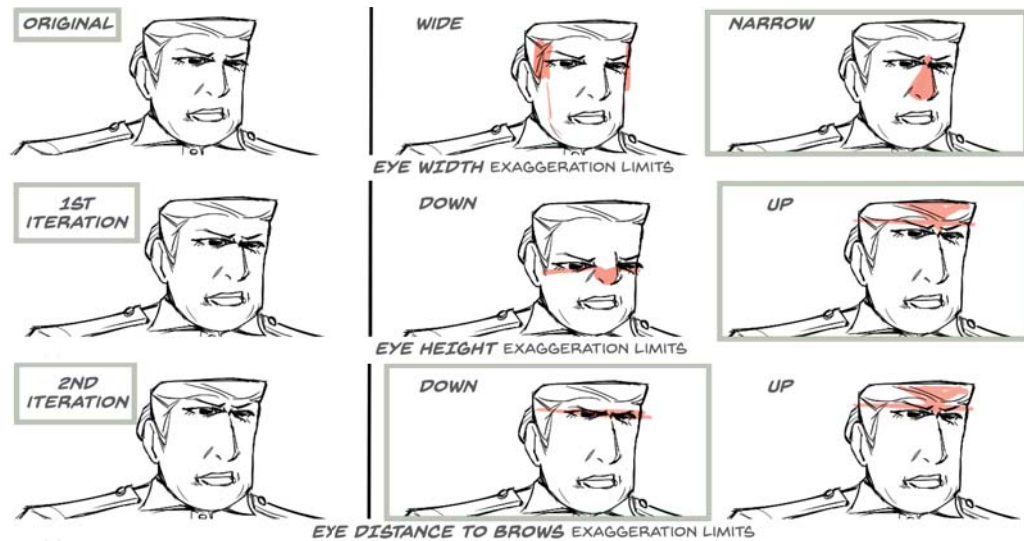 ORIGINAL
WIDE
NARROW
EYE WIDTH EXAGGERATION LIMITS
1ST
ITERATION
DOWN
UP
EYE HEIGHT EXAGGERATION LIMITS
2ND
ITERATION
DOWN
UP
EYE DISTANCE TO BROWS EXAGGERATION LIMITS